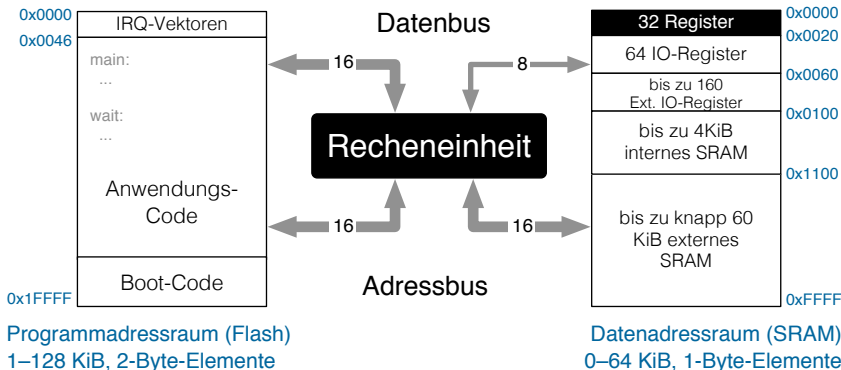 0x0000
IRQ-Vektoren
0x0046
main:
...
wait:
...
Anwendungs-
Code
Boot-Code
0x1FFFF
Programmadressraum (Flash)
1–128 KiB, 2-Byte-Elemente
Datenbus
16
8
Recheneinheit
16
16
Adressbus
32 Register
0x0000
0x0020
64 IO-Register
0x0060
bis zu 160
Ext. IO-Register
0x0100
bis zu 4KiB
internes SRAM
0x1100
bis zu knapp 60
KiB externes
SRAM
0xFFFF
Datenadressraum (SRAM)
0–64 KiB, 1-Byte-Elemente